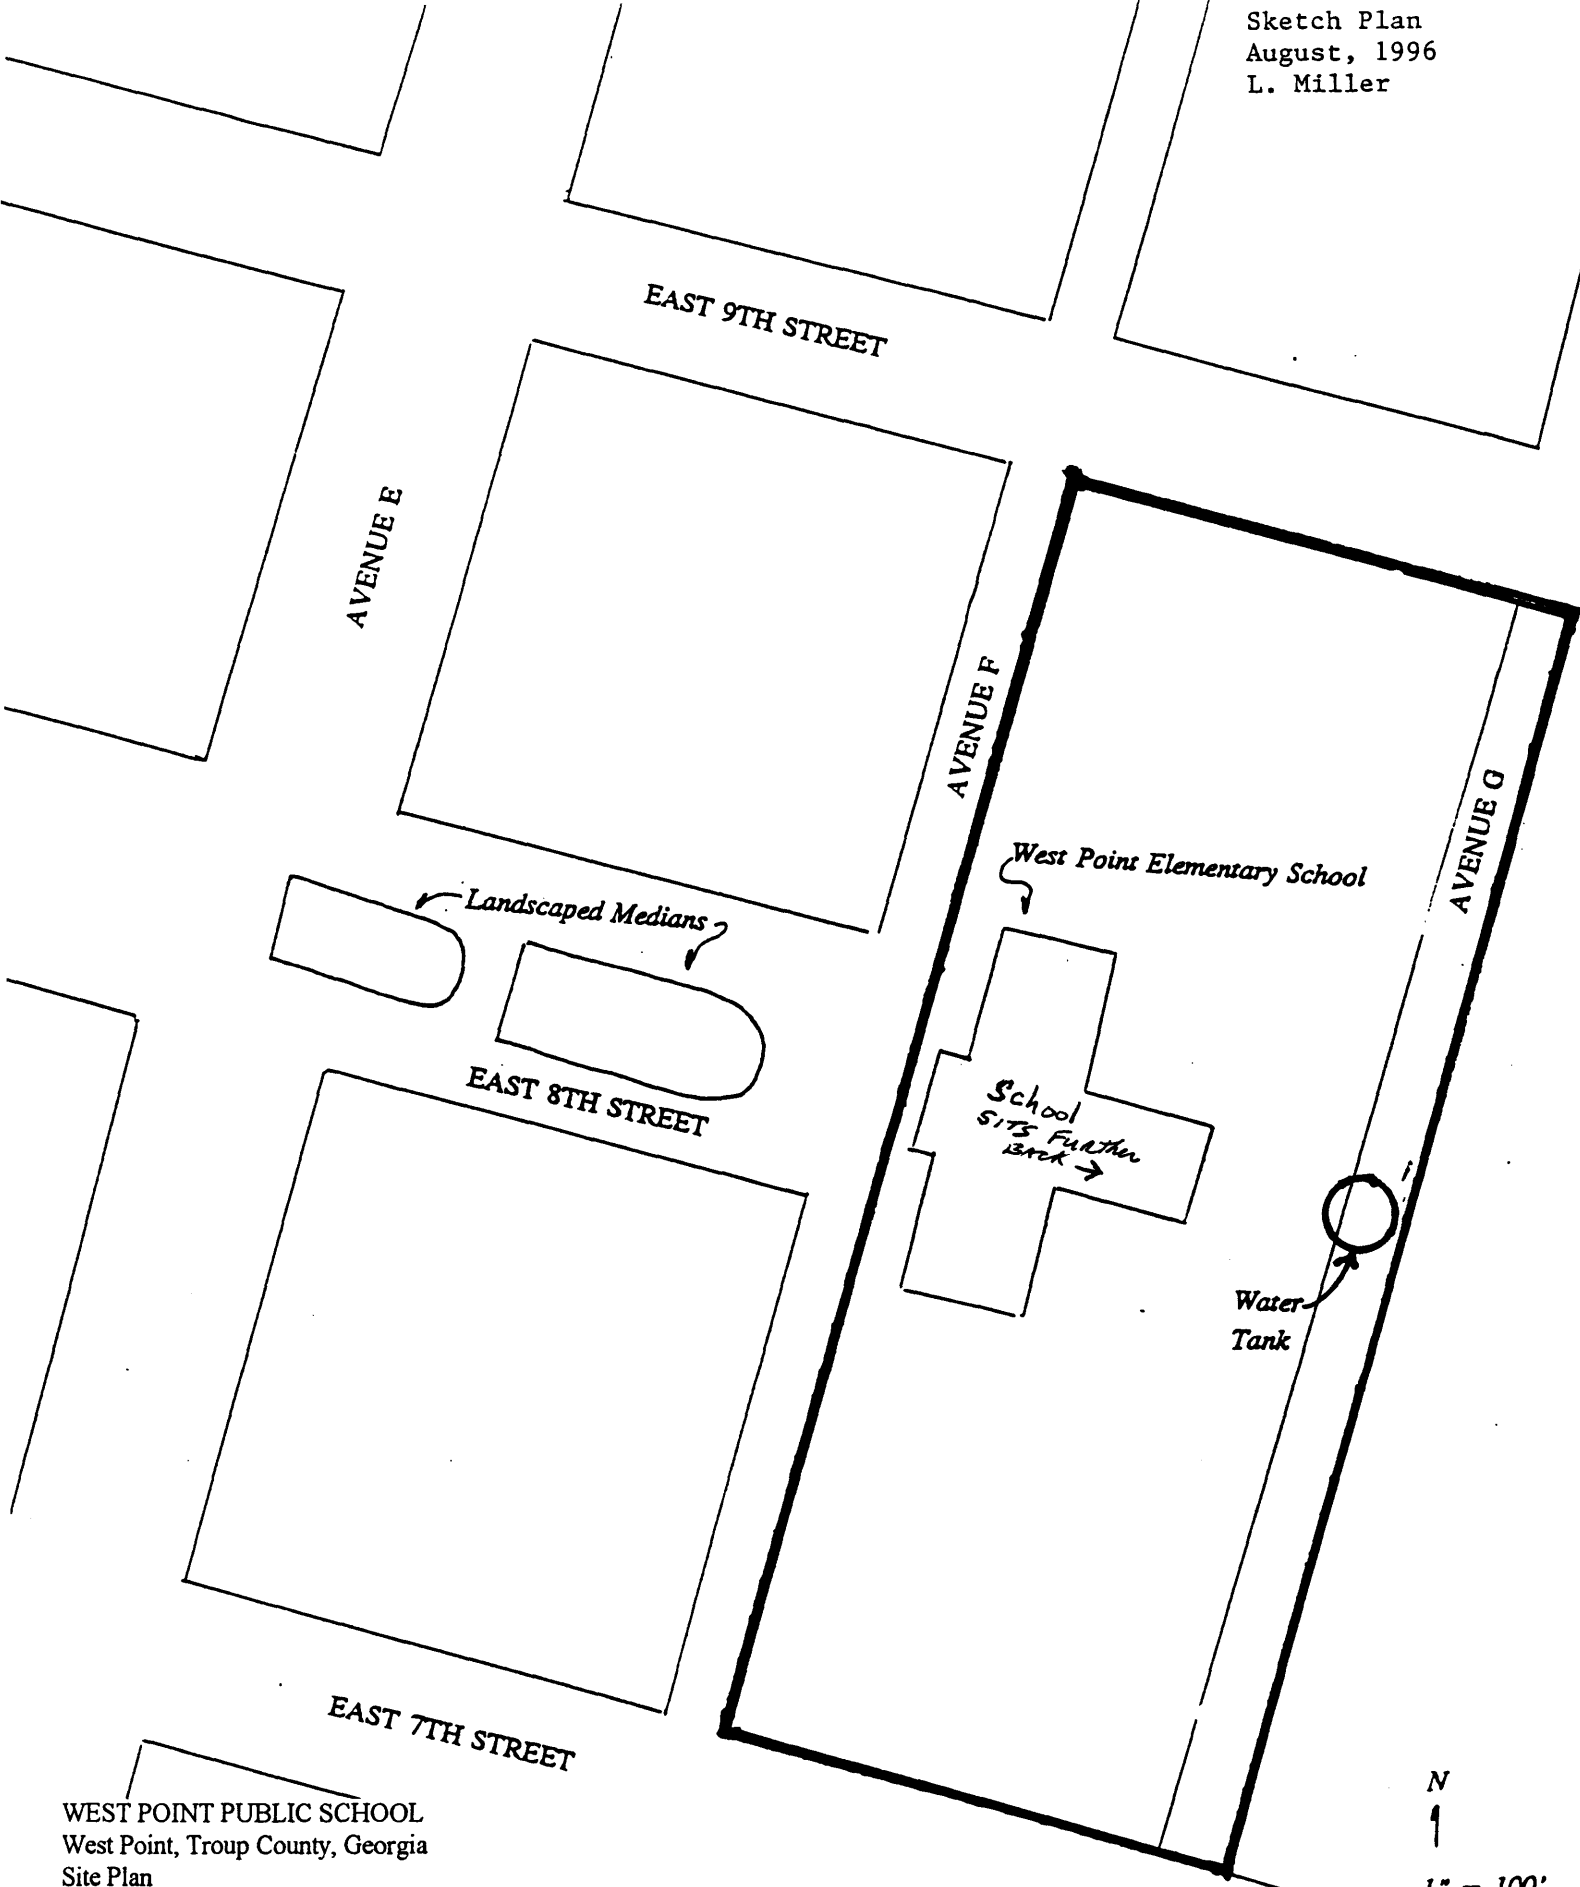 Sketch Plan
August, 1996
L. Miller
EAST 9TH STREET
AVENUE E
AVENUE F
AVENUE G
West Point Elementary School
Landscaped Medians
EAST 8TH STREET
School
SITS Further
BACK →
Water
Tank
EAST 7TH STREET
WEST POINT PUBLIC SCHOOL
West Point, Troup County, Georgia
Site Plan
N
1" = 100'